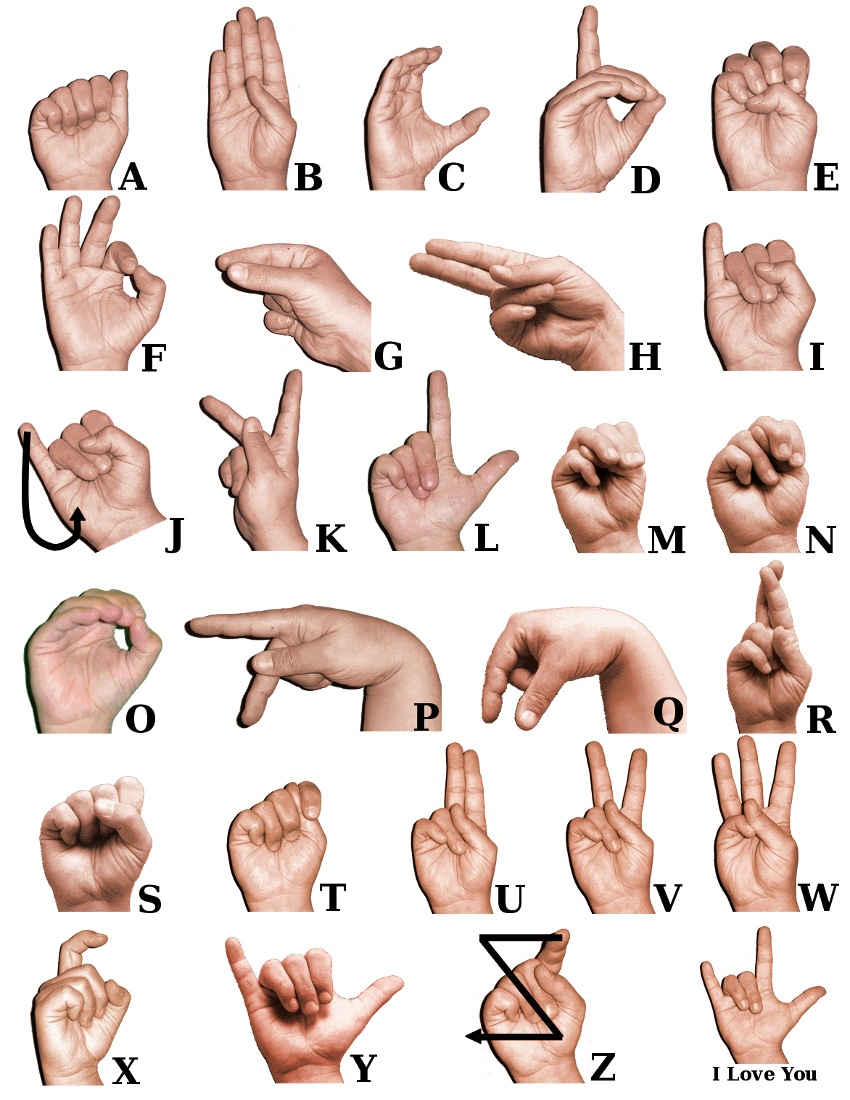 A B C D E
F G H I
J K L M N
O P Q R
S T U V W
X Y Z I Love You